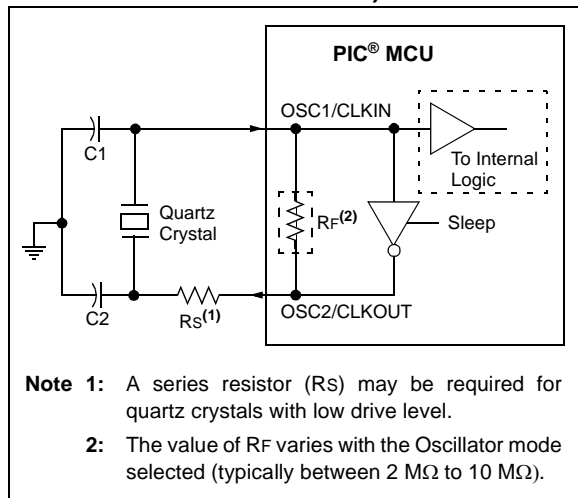 PIC® MCU
OSC1/CLKIN
C1
To Internal
Logic
Quartz
Crystal
RF(2)
Sleep
C2
RS(1)
OSC2/CLKOUT
Note 1: A series resistor (RS) may be required for
quartz crystals with low drive level.
2: The value of RF varies with the Oscillator mode
selected (typically between 2 MΩ to 10 MΩ).